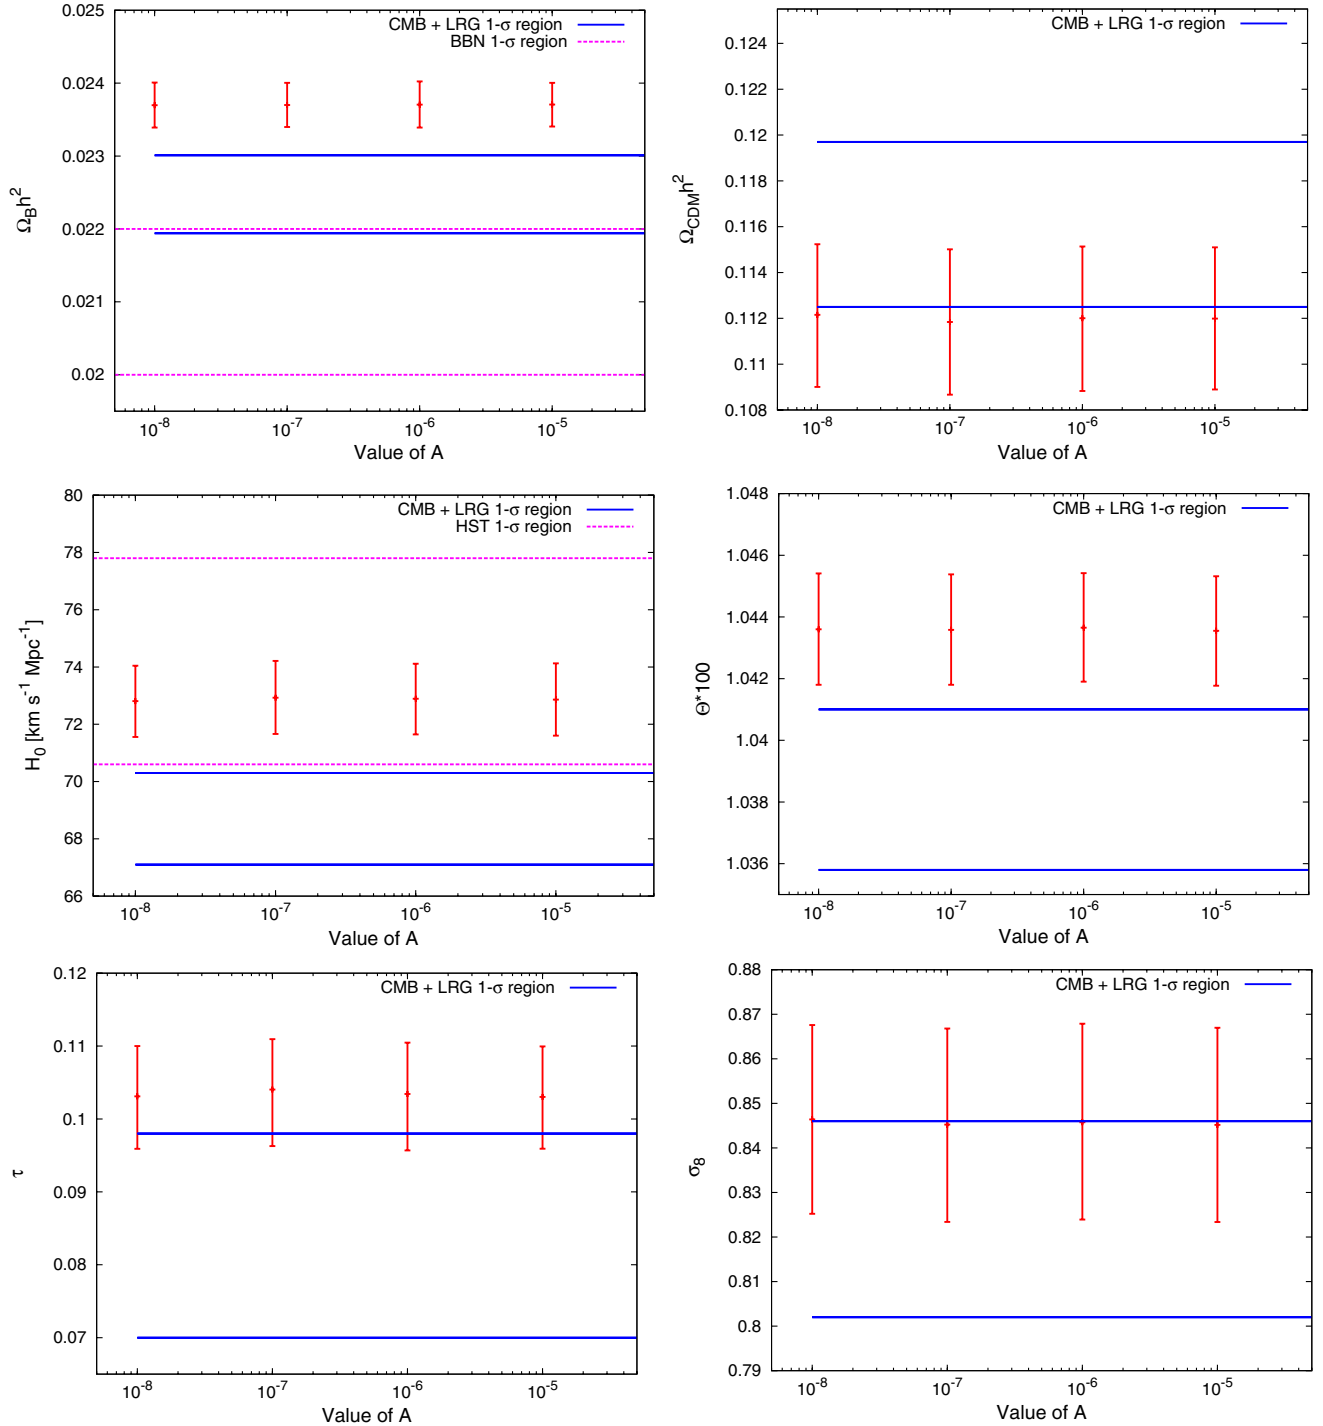 0.025
0.024
0.023
0.022
0.021
0.02
Ω_B h²
CMB + LRG 1-σ region
BBN 1-σ region
10⁻⁸ 10⁻⁷ 10⁻⁶ 10⁻⁵
Value of A
0.124
0.122
0.12
0.118
0.116
0.114
0.112
0.11
0.108
Ω_CDM h²
CMB + LRG 1-σ region
10⁻⁸ 10⁻⁷ 10⁻⁶ 10⁻⁵
Value of A
80
78
76
74
72
70
68
66
H₀ [km s⁻¹ Mpc⁻¹]
CMB + LRG 1-σ region
HST 1-σ region
10⁻⁸ 10⁻⁷ 10⁻⁶ 10⁻⁵
Value of A
1.048
1.046
1.044
1.042
1.04
1.038
1.036
Θ*100
CMB + LRG 1-σ region
10⁻⁸ 10⁻⁷ 10⁻⁶ 10⁻⁵
Value of A
0.12
0.11
0.1
0.09
0.08
0.07
τ
CMB + LRG 1-σ region
10⁻⁸ 10⁻⁷ 10⁻⁶ 10⁻⁵
Value of A
0.88
0.87
0.86
0.85
0.84
0.83
0.82
0.81
0.8
0.79
σ₈
CMB + LRG 1-σ region
10⁻⁸ 10⁻⁷ 10⁻⁶ 10⁻⁵
Value of A